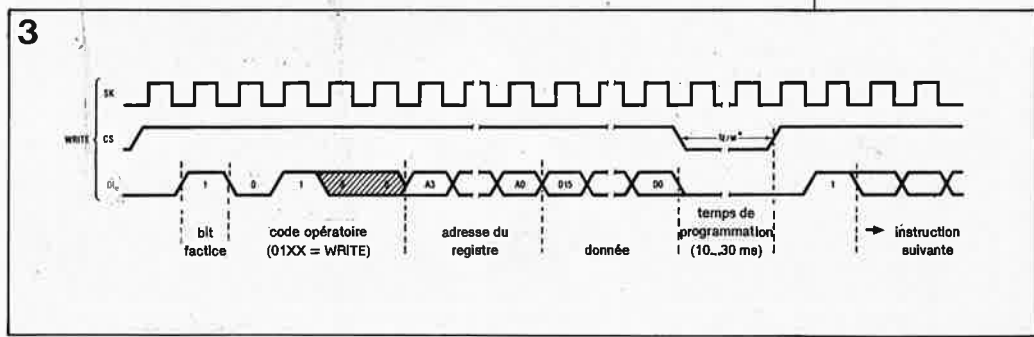 3
SK
WRITE
CS
tE/W*
DI
1 0 1 A3 A0 D15 D0 1
bit
factice
code opératoire
(01XX = WRITE)
adresse du
registre
donnée
temps de
programmation
(10...30 ms)
→ instruction
suivante